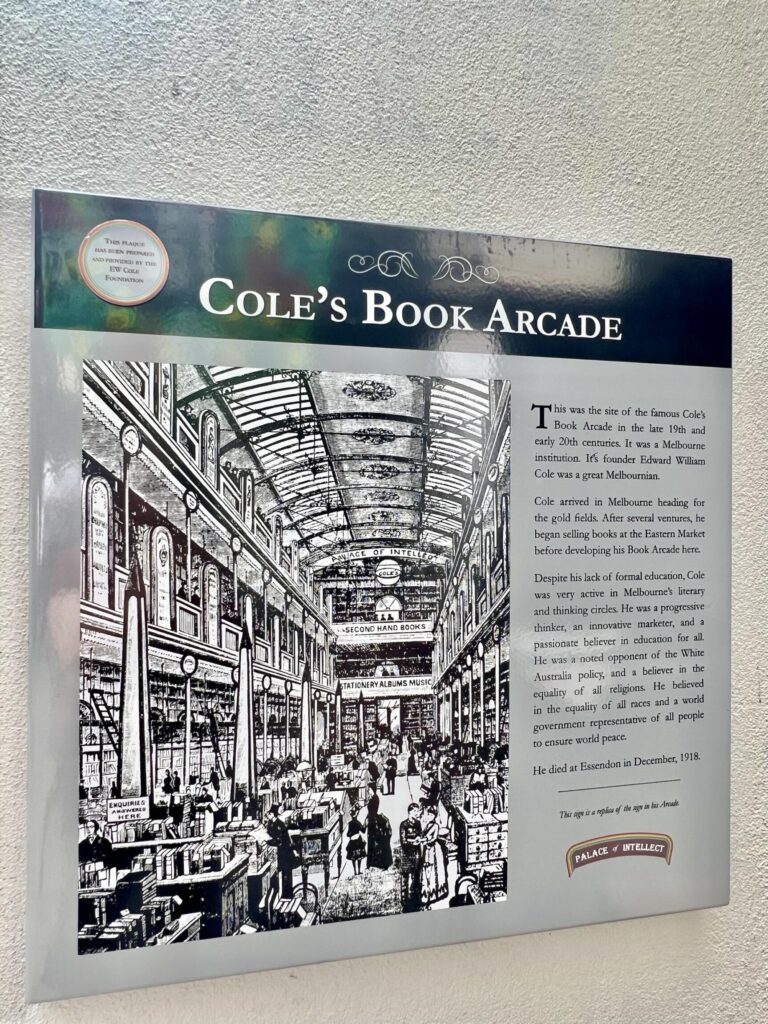 THIS PLAQUE
HAS BEEN PREPARED
AND PROVIDED BY THE
EW COLE
FOUNDATION
COLE'S BOOK ARCADE
PALACE OF INTELLECT
COLE
SECOND HAND BOOKS
STATIONERY ALBUMS MUSIC
ENQUIRIES
ANSWERED
HERE
This was the site of the famous Cole's
Book Arcade in the late 19th and
early 20th centuries. It was a Melbourne
institution. It's founder Edward William
Cole was a great Melbournian.
Cole arrived in Melbourne heading for
the gold fields. After several ventures, he
began selling books at the Eastern Market
before developing his Book Arcade here.
Despite his lack of formal education, Cole
was very active in Melbourne's literary
and thinking circles. He was a progressive
thinker, an innovative marketer, and a
passionate believer in education for all.
He was a noted opponent of the White
Australia policy, and a believer in the
equality of all religions. He believed
in the equality of all races and a world
government representative of all people
to ensure world peace.
He died at Essendon in December, 1918.
This sign is a replica of the sign in his Arcade
PALACE of INTELLECT